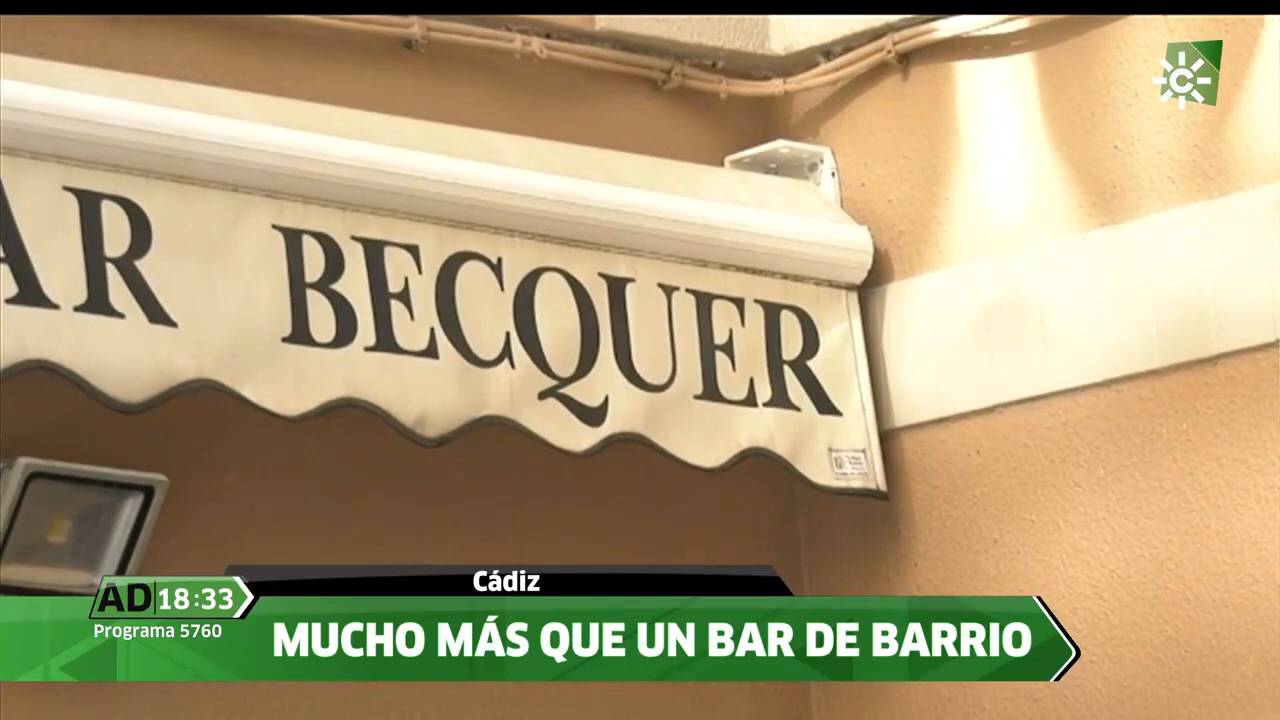 C
AR BECQUER
Cádiz
AD 18:33
Programa 5760
MUCHO MÁS QUE UN BAR DE BARRIO